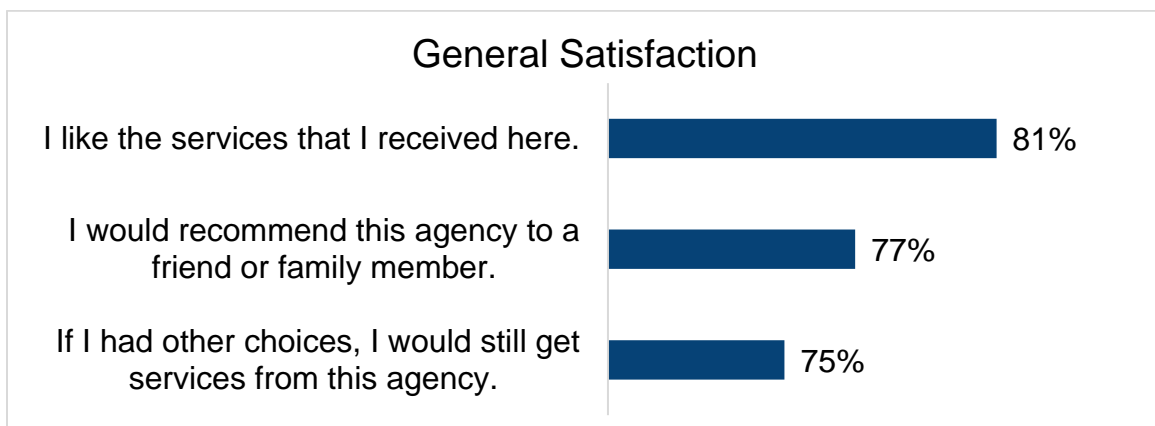 General Satisfaction
I like the services that I received here.
81%
I would recommend this agency to a
friend or family member.
77%
If I had other choices, I would still get
services from this agency.
75%